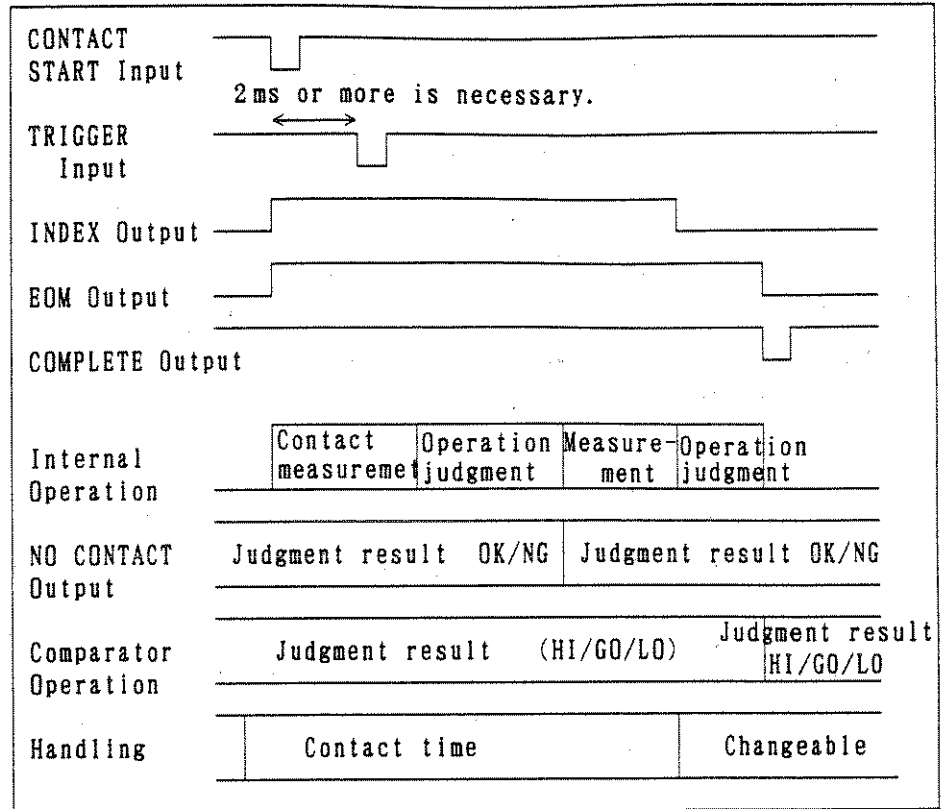 CONTACT
START Input
2ms or more is necessary.
TRIGGER
Input
INDEX Output
EOM Output
COMPLETE Output
Internal
Operation
Contact
measuremet
Operation
judgment
Measure-
ment
Operation
judgment
NO CONTACT
Output
Judgment result OK/NG
Judgment result OK/NG
Comparator
Operation
Judgment result (HI/GO/LO)
Judgment result
HI/GO/LO
Handling
Contact time
Changeable